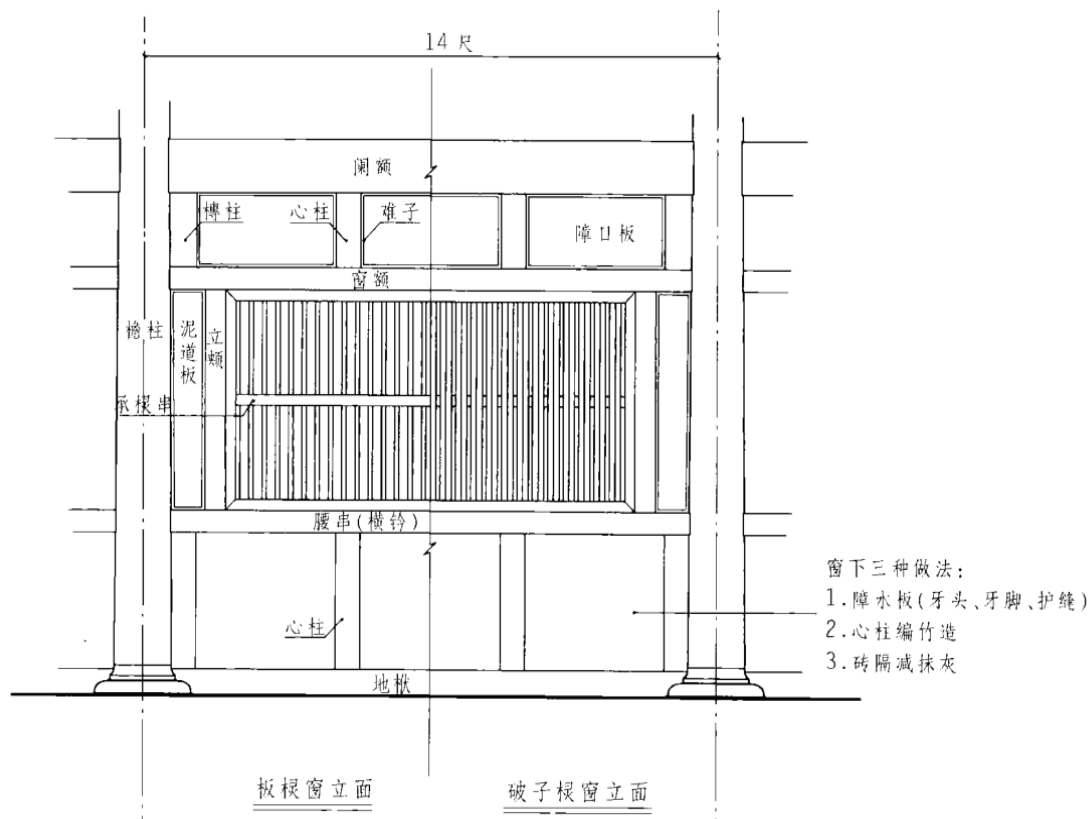 14尺
阑额
槫柱
心柱
难子
障口板
窗额
檐柱
泥道板
立颊
承棂串
腰串(横钤)
心柱
窗下三种做法:
1.障水板(牙头、牙脚、护缝)
2.心柱编竹造
3.砖隔减抹灰
地栿
板棂窗立面
破子棂窗立面